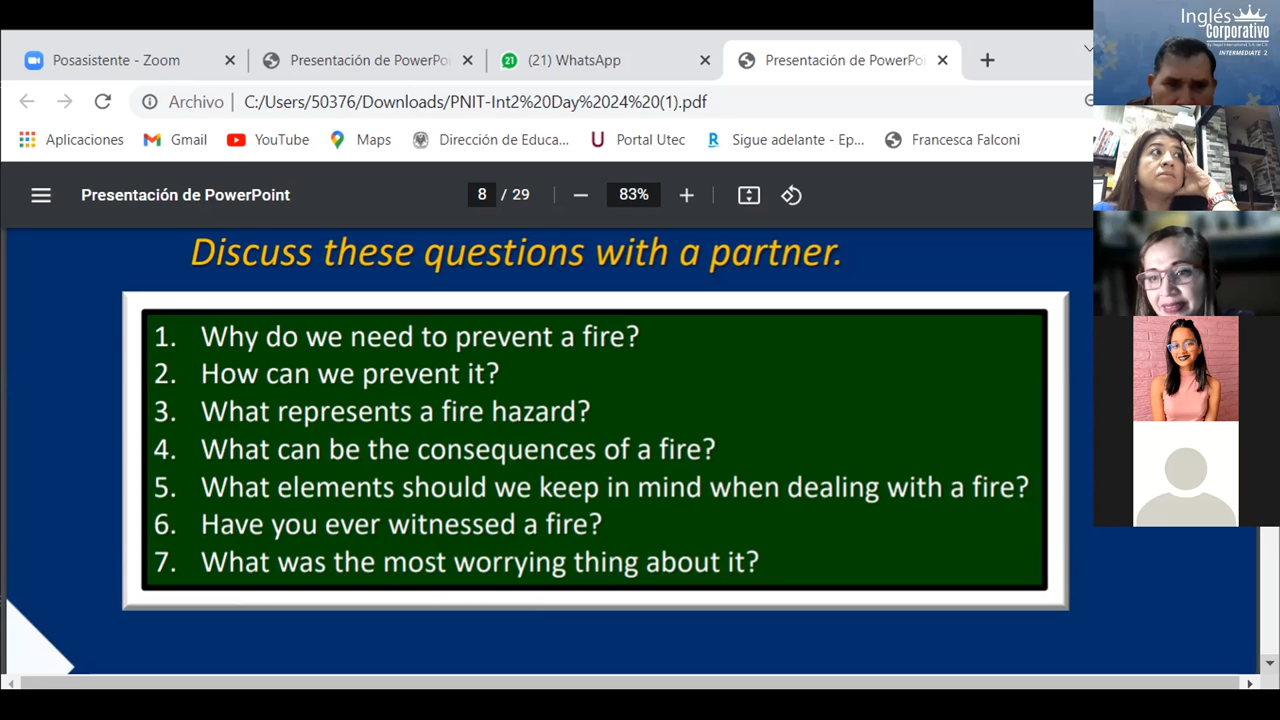 Posasistente - Zoom
Presentación de PowerPoi
(21) WhatsApp
Presentación de PowerPoi
Archivo
C:/Users/50376/Downloads/PNIT-Int2%20Day%2024%20(1).pdf
Aplicaciones
Gmail
YouTube
Maps
Dirección de Educa...
Portal Utec
Sigue adelante - Ep...
Francesca Falconi
Presentación de PowerPoint
8 / 29
83%
Discuss these questions with a partner.
1. Why do we need to prevent a fire?
2. How can we prevent it?
3. What represents a fire hazard?
4. What can be the consequences of a fire?
5. What elements should we keep in mind when dealing with a fire?
6. Have you ever witnessed a fire?
7. What was the most worrying thing about it?
Inglés
Corporativo
INTERMEDIATE 2